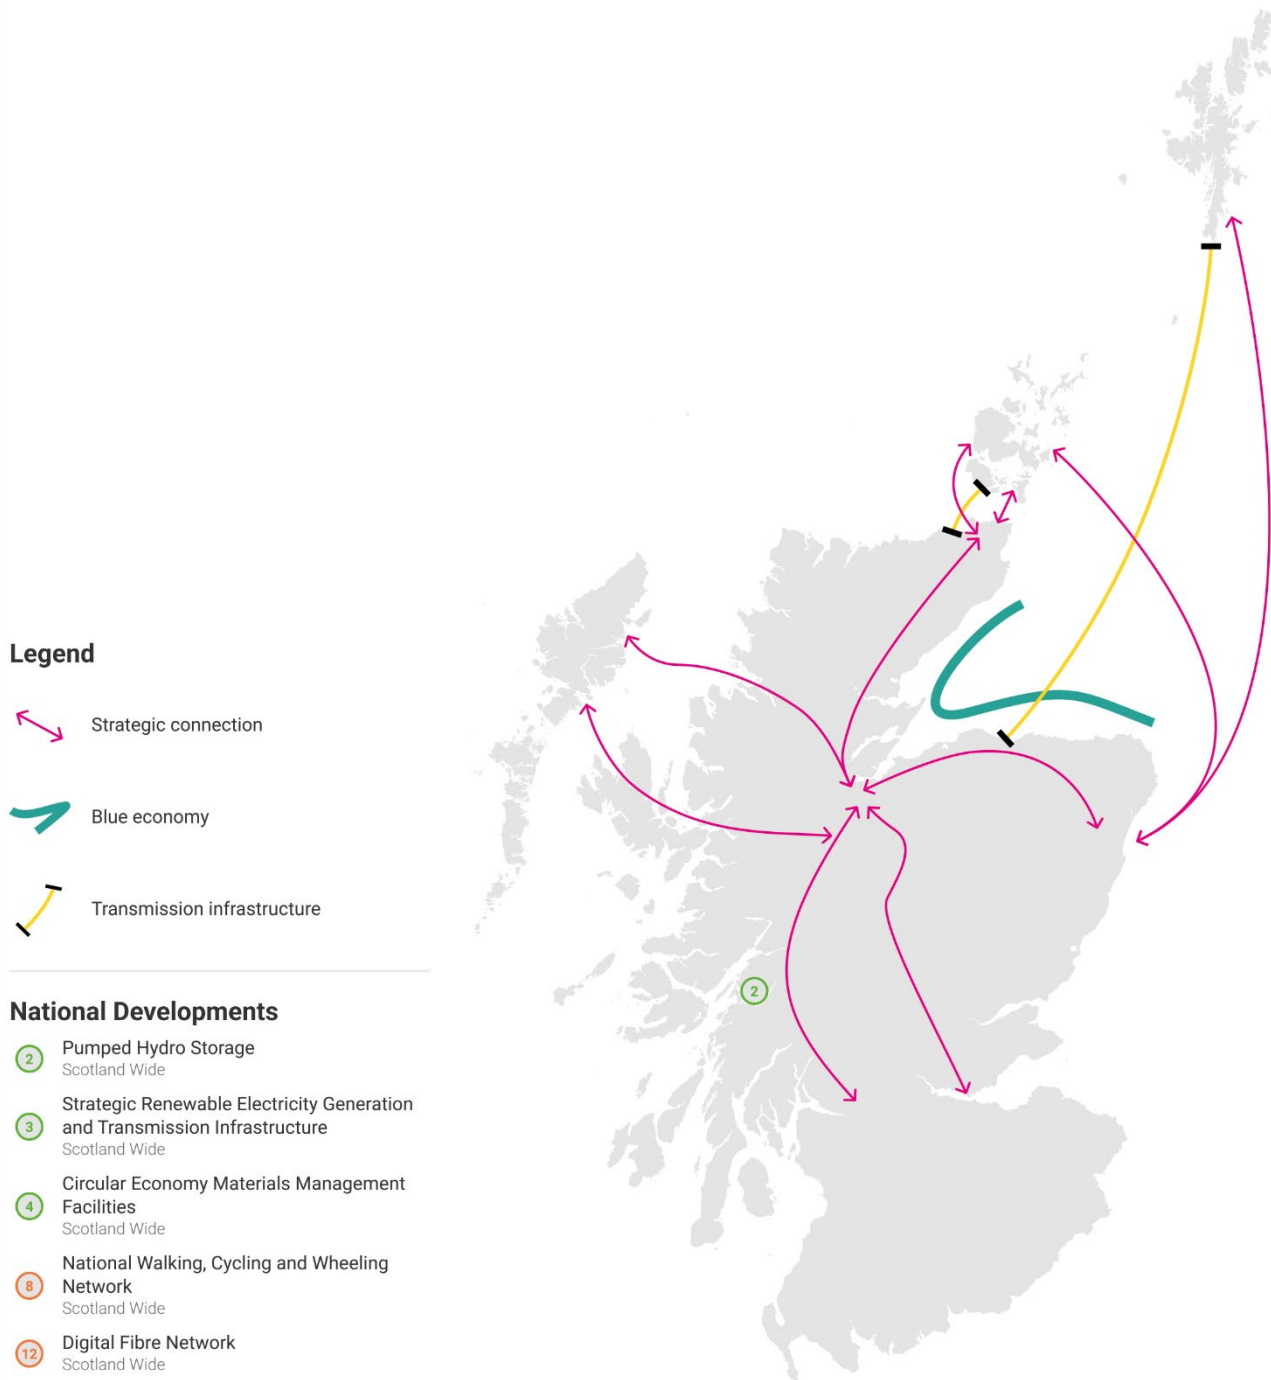 Legend
Strategic connection
Blue economy
Transmission infrastructure
National Developments
2
Pumped Hydro Storage
Scotland Wide
3
Strategic Renewable Electricity Generation
and Transmission Infrastructure
Scotland Wide
4
Circular Economy Materials Management
Facilities
Scotland Wide
8
National Walking, Cycling and Wheeling
Network
Scotland Wide
12
Digital Fibre Network
Scotland Wide
2